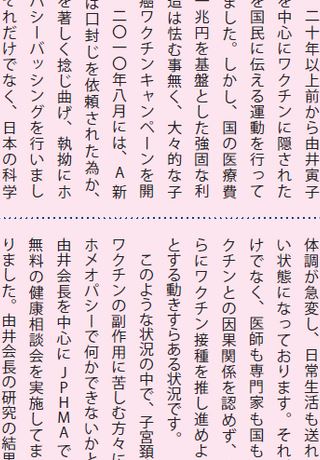 二十年以上前から由井寅子
を中心にワクチンに隠された
を国民に伝える運動を行って
ました。しかし、国の医療費
一兆円を基盤とした強固な利
造は怯む事無く、大々的な子
癌ワクチンキャンペーンを開
二〇一〇年八月には、A新
は口封じを依頼された為か、
を著しく捻じ曲げ、執拗にホ
パシーバッシングを行いまし
それだけでなく、日本の科学
体調が急変し、日常生活も送れ
い状態になっております。それ
けでなく、医師も専門家も国も
クチンとの因果関係を認めず、
らにワクチン接種を推し進めよ
とする動きすらある状況です。
このような状況の中で、子宮頚
ワクチンの副作用に苦しむ方々に
ホメオパシーで何かできないかと
由井会長を中心にJPHMAで
無料の健康相談会を実施してま
りました。由井会長の研究の結果